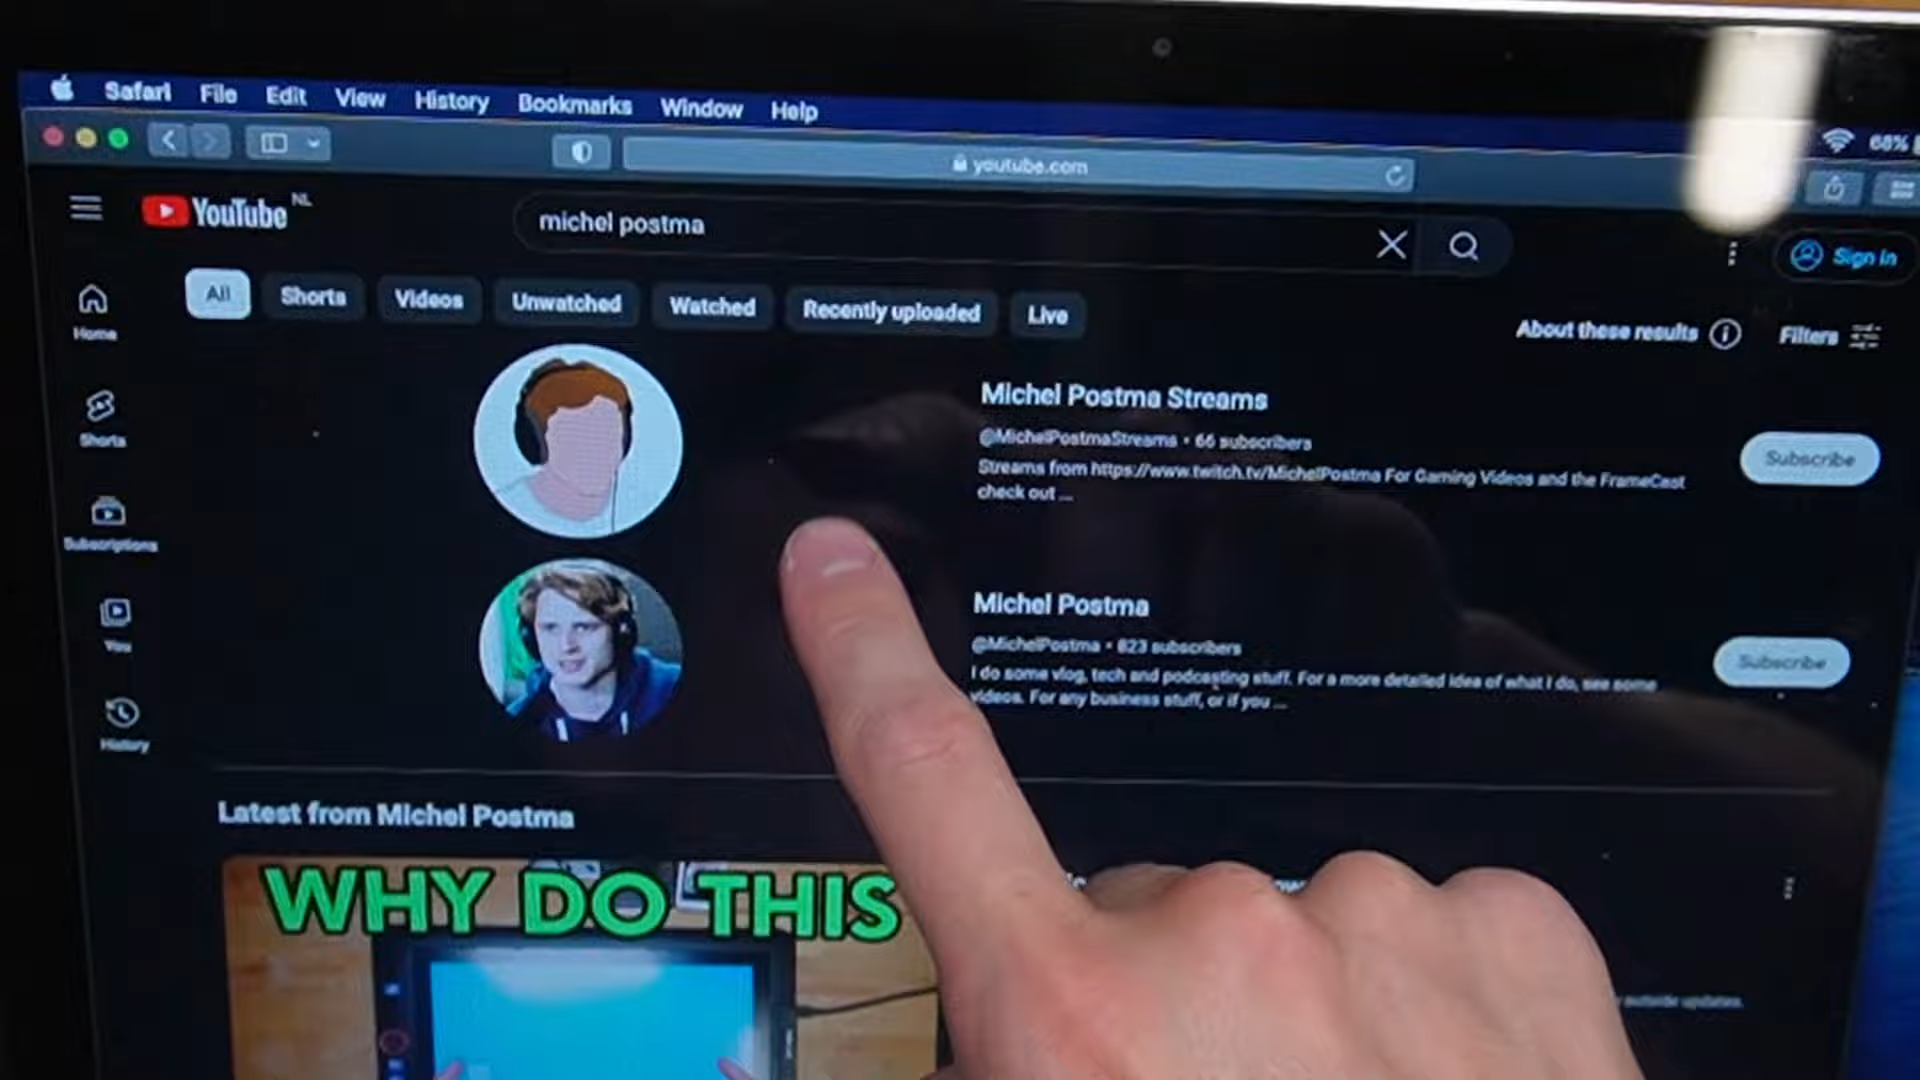 Safari File Edit View History Bookmarks Window Help
68%
youtube.com
YouTube NL
michel postma
Sign in
All Shorts Videos Unwatched Watched Recently uploaded Live
About these results Filters
Home
Shorts
Subscriptions
You
History
Michel Postma Streams
@MichelPostmaStreams • 66 subscribers
Streams from https://www.twitch.tv/MichelPostma For Gaming Videos and the FrameCast
check out ...
Subscribe
Michel Postma
@MichelPostma • 823 subscribers
I do some vlog, tech and podcasting stuff. For a more detailed idea of what I do, see some
videos. For any business stuff, or if you ...
Subscribe
Latest from Michel Postma
WHY DO THIS
outside updates.